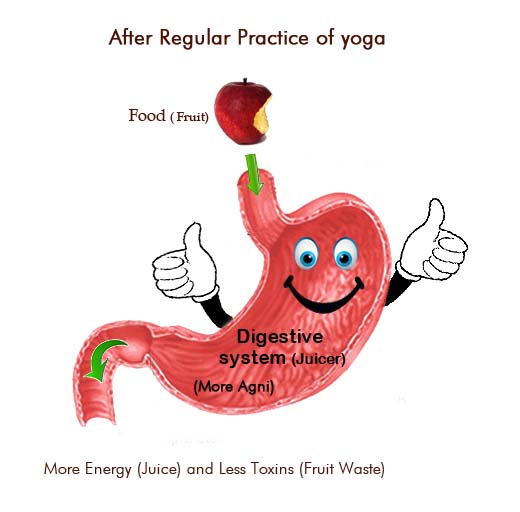 After Regular Practice of yoga
Food (Fruit)
Digestive
system (Juicer)
(More Agni)
More Energy (Juice) and Less Toxins (Fruit Waste)